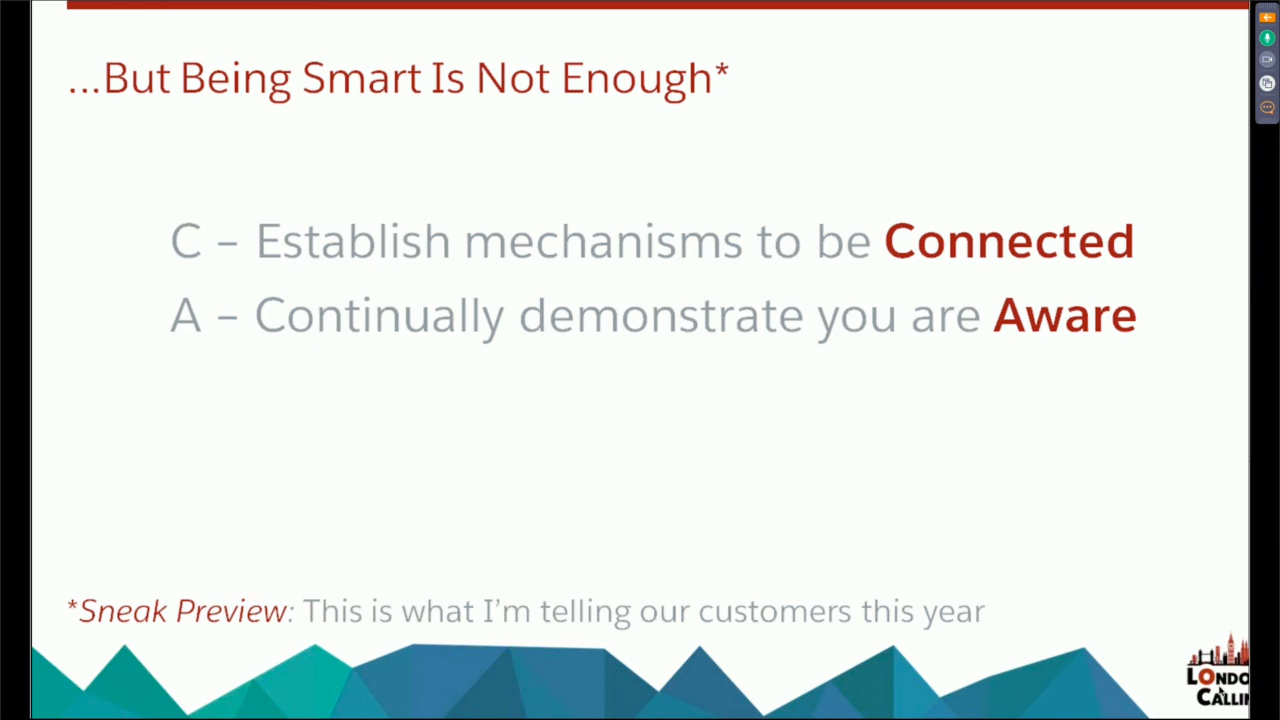 ...But Being Smart Is Not Enough*
C – Establish mechanisms to be Connected
A – Continually demonstrate you are Aware
*Sneak Preview: This is what I'm telling our customers this year